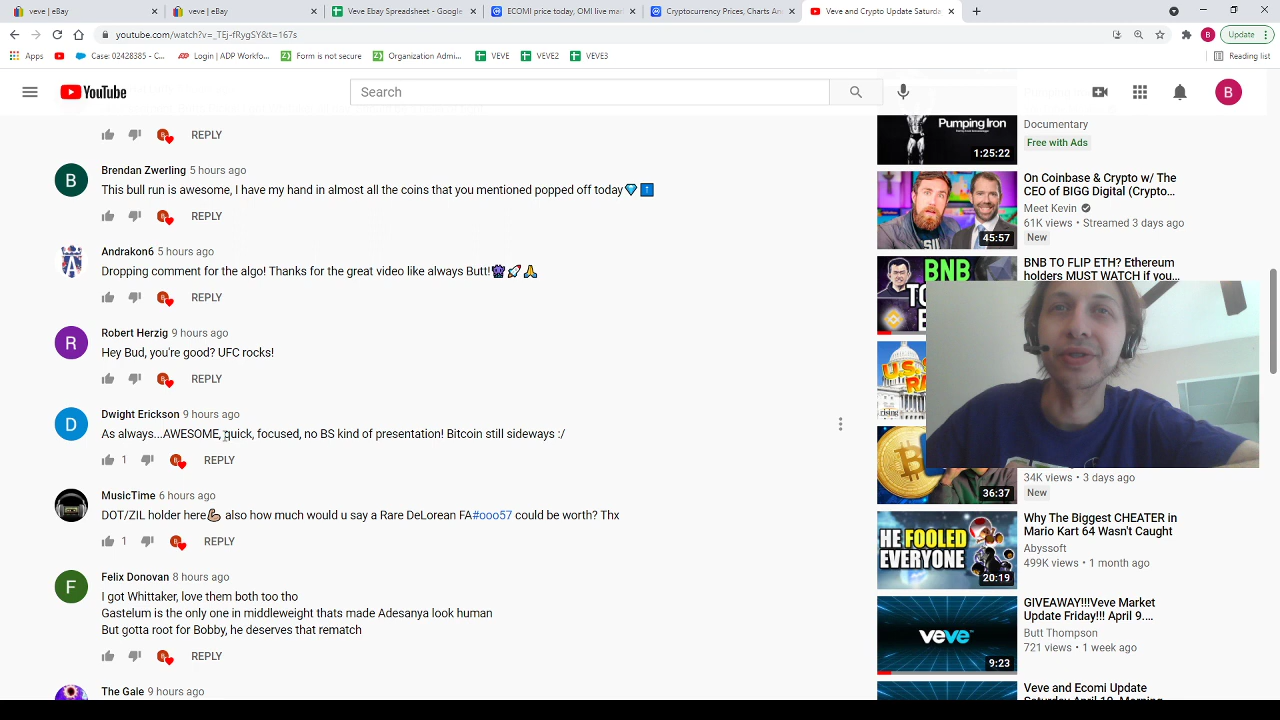 veve | eBay
veve | eBay
Veve Ebay Spreadsheet - Google
ECOMI price today, OMI live mar
Cryptocurrency Prices, Charts An
Veve and Crypto Update Saturda
youtube.com/watch?v=_TEj-fRygSY&t=167s
Update
Apps
Case: 02428385 - C...
ADP Workfo...
Form is not secure
Organization Alerts...
VEVE
VEVE2
VEVE3
Reading list
YouTube
Search
B
REPLY
B
Brendan Zwerling 5 hours ago
This bull run is awesome, I have my hand in almost all the coins that you mentioned popped off today💎⬆️
REPLY
Andrakon6 5 hours ago
Dropping comment for the algo! Thanks for the great video like always Butt!
REPLY
R
Robert Herzig 9 hours ago
Hey Bud, you're good? UFC rocks!
REPLY
D
Dwight Erickson 9 hours ago
As always...AWESOME quick, focused, no BS kind of presentation! Bitcoin still sideways :/
1 REPLY
MusicTime 6 hours ago
DOT/ZIL holder here also how much would u say a Rare DeLorean FA#ooo57 could be worth? Thx
1 REPLY
F
Felix Donovan 8 hours ago
I got Whittaker, love them both too tho
Gastelum is the only other middleweight thats made Adesanya look human
But gotta root for Bobby, he deserves that rematch
REPLY
The Gale 9 hours ago
Pumping Iron
1:25:22
Documentary
Free with Ads
45:57
On Coinbase & Crypto w/ The
CEO of BIGG Digital (Crypto...
Meet Kevin
61K views • Streamed 3 days ago
New
BNB
BNB TO FLIP ETH? Ethereum
holders MUST WATCH if you...
36:37
34K views • 3 days ago
New
HE FOOLED
EVERYONE
20:19
Why The Biggest CHEATER in
Mario Kart 64 Wasn't Caught
Abyssoft
499K views • 1 month ago
veve
9:23
GIVEAWAY!!!Veve Market
Update Friday!!! April 9....
Butt Thompson
721 views • 1 week ago
Veve and Ecomi Update